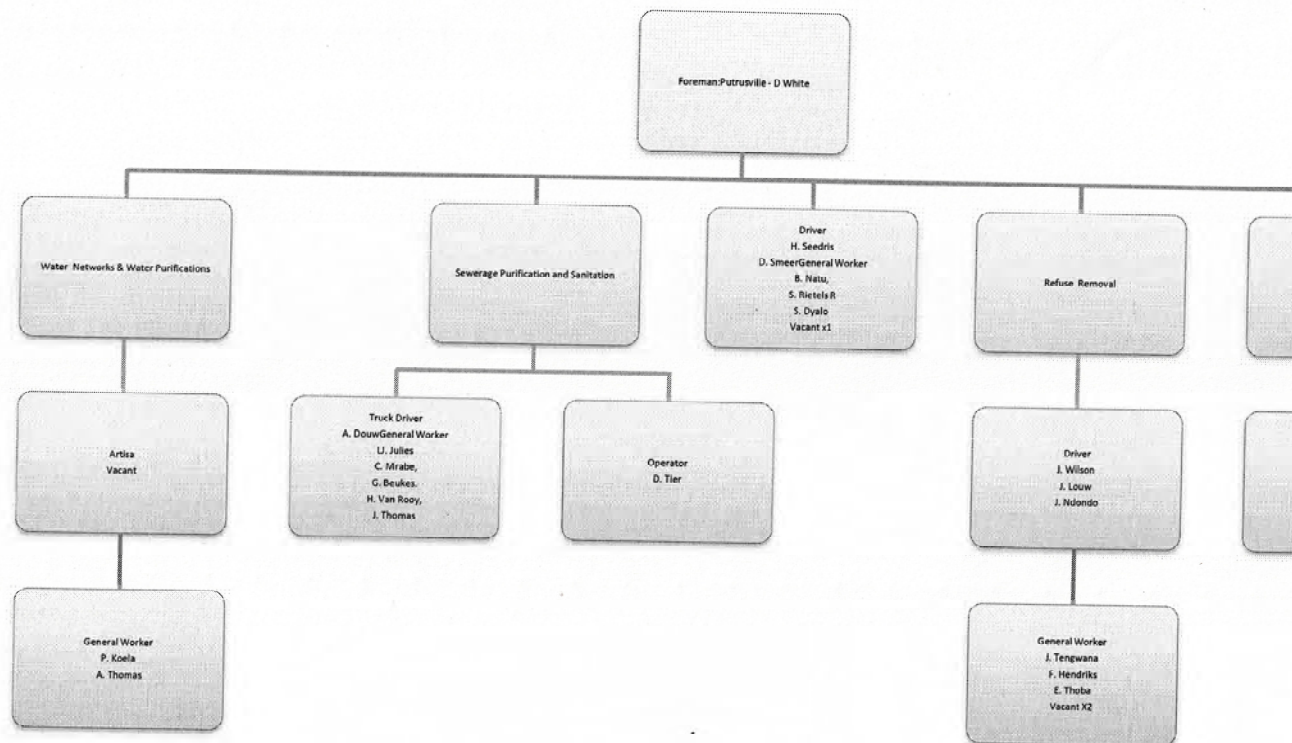 Foreman:Putrusville - D White
Water Networks & Water Purifications
Sewerage Purification and Sanitation
Driver
H. Seedris
D. SmeerGeneral Worker
B. Natu,
S. Rietels R
S. Dyalo
Vacant x1
Refuse Removal
Artisa
Vacant
Truck Driver
A. DouwGeneral Worker
LJ. Julies
C. Mrabe,
G. Beukes.
H. Van Rooy,
J. Thomas
Operator
D. Tier
Driver
J. Wilson
J. Louw
J. Ndondo
General Worker
P. Koela
A. Thomas
General Worker
J. Tengwana
F. Hendriks
E. Thoba
Vacant X2